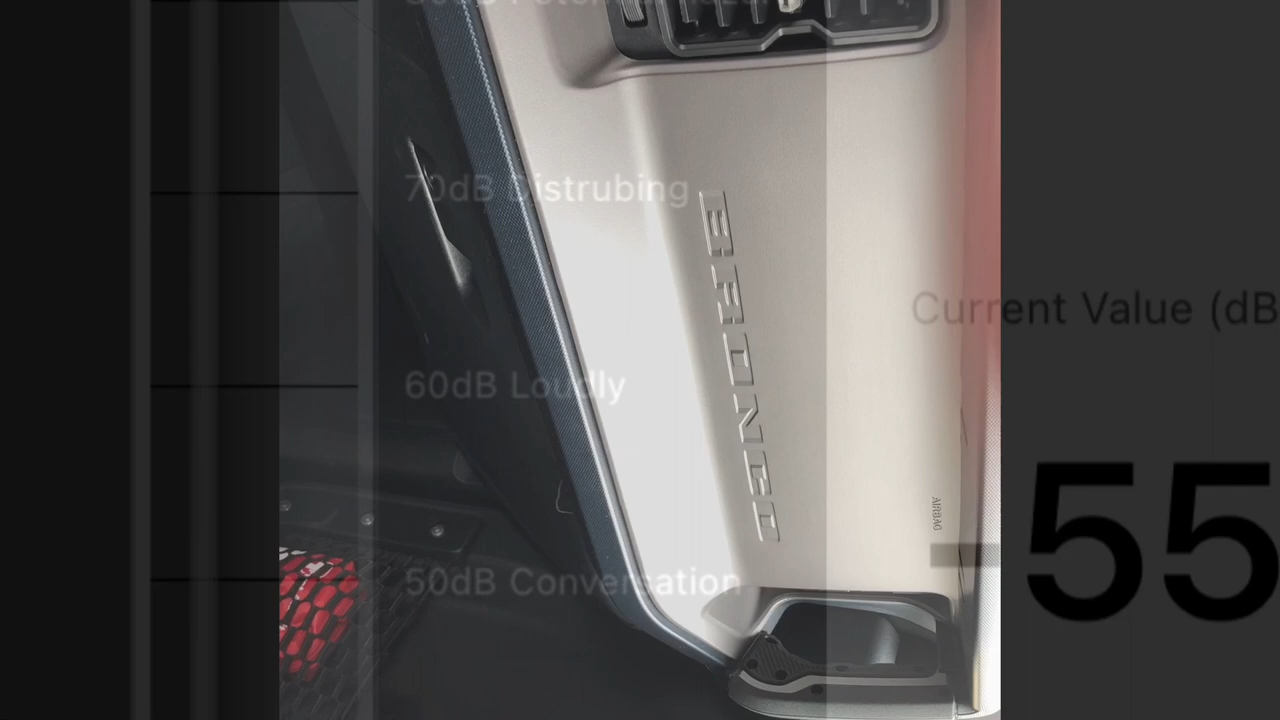 70dB Distrubing
60dB Loudly
50dB Conversation
BRONCO
AIRBAG
Current Value (dB
55